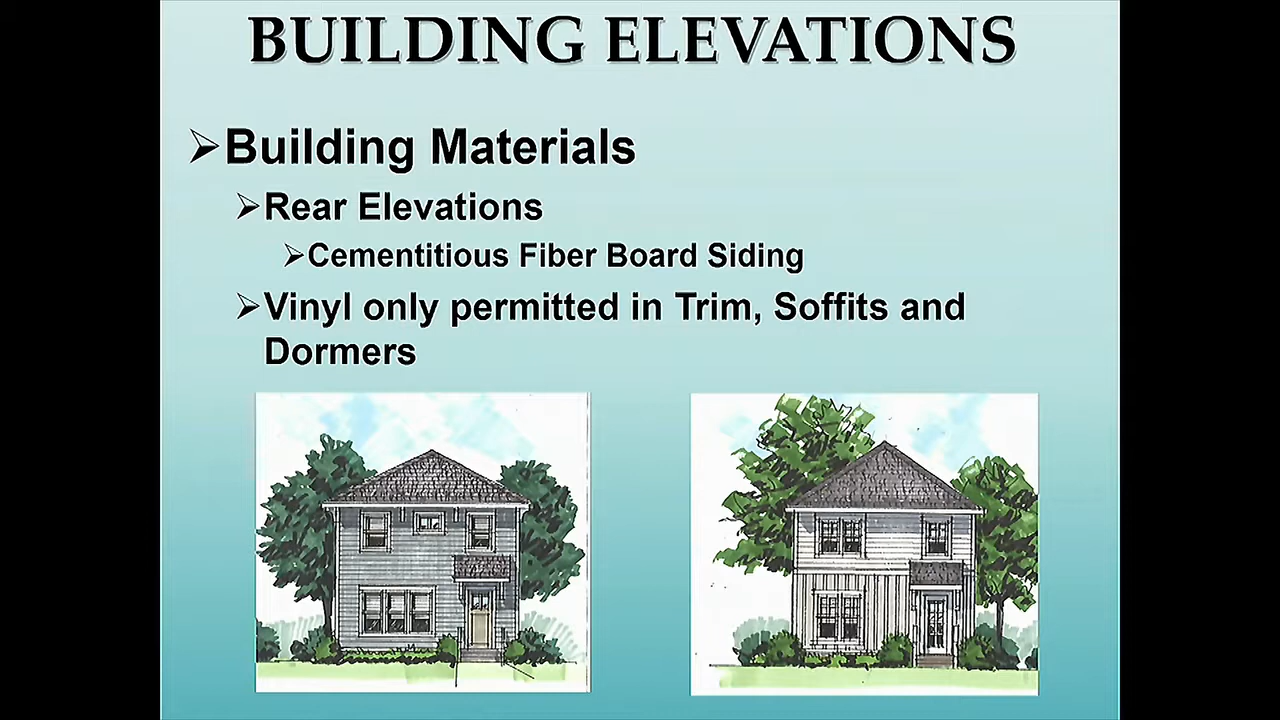 BUILDING ELEVATIONS
➢Building Materials
➢Rear Elevations
➢Cementitious Fiber Board Siding
➢Vinyl only permitted in Trim, Soffits and
Dormers